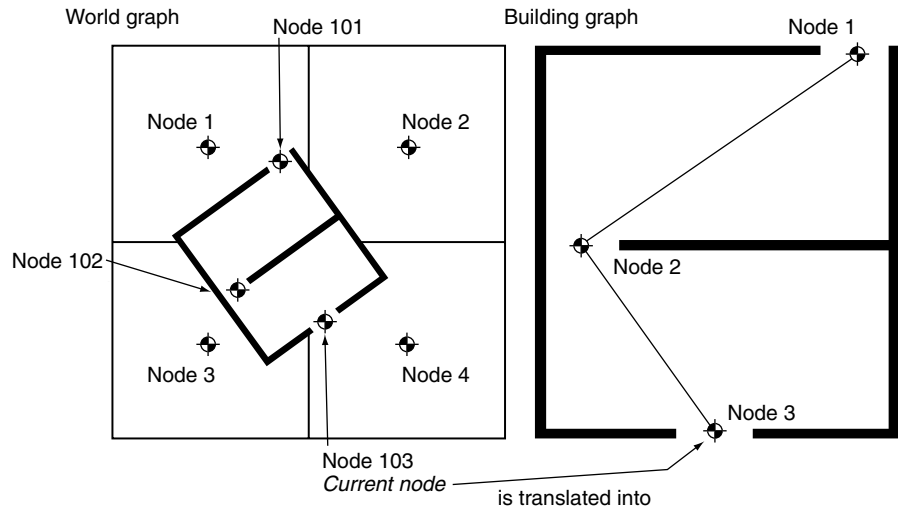 World graph
Node 101
Building graph
Node 1
Node 1
Node 2
Node 102
Node 2
Node 3
Node 4
Node 3
Node 103
Current node
is translated into